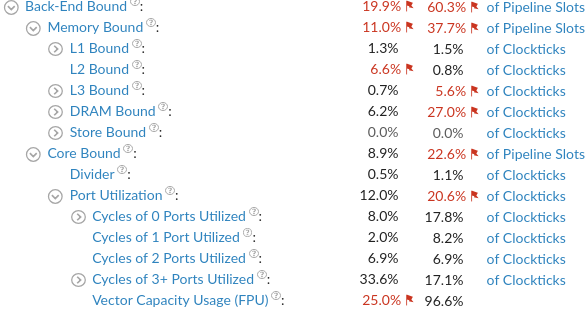 Back-End Bound ?: 19.9% 60.3% of Pipeline Slots
Memory Bound ?: 11.0% 37.7% of Pipeline Slots
L1 Bound ?: 1.3% 1.5% of Clockticks
L2 Bound ?: 6.6% 0.8% of Clockticks
L3 Bound ?: 0.7% 5.6% of Clockticks
DRAM Bound ?: 6.2% 27.0% of Clockticks
Store Bound ?: 0.0% 0.0% of Clockticks
Core Bound ?: 8.9% 22.6% of Pipeline Slots
Divider ?: 0.5% 1.1% of Clockticks
Port Utilization ?: 12.0% 20.6% of Clockticks
Cycles of 0 Ports Utilized ?: 8.0% 17.8% of Clockticks
Cycles of 1 Port Utilized ?: 2.0% 8.2% of Clockticks
Cycles of 2 Ports Utilized ?: 6.9% 6.9% of Clockticks
Cycles of 3+ Ports Utilized ?: 33.6% 17.1% of Clockticks
Vector Capacity Usage (FPU) ?: 25.0% 96.6%